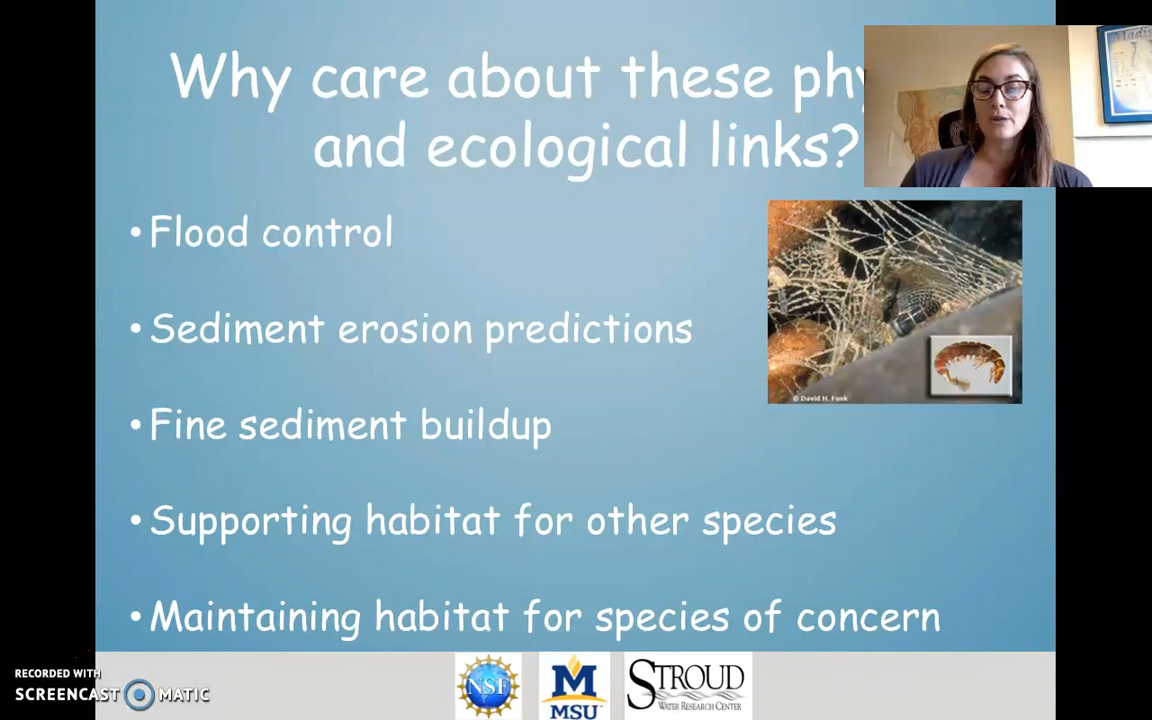 Why care about these phy
and ecological links?
• Flood control
• Sediment erosion predictions
• Fine sediment buildup
• Supporting habitat for other species
• Maintaining habitat for species of concern
© David H. Funk
RECORDED WITH
SCREENCAST MATIC
NSF
M
MSU
STROUD
WATER RESEARCH CENTER